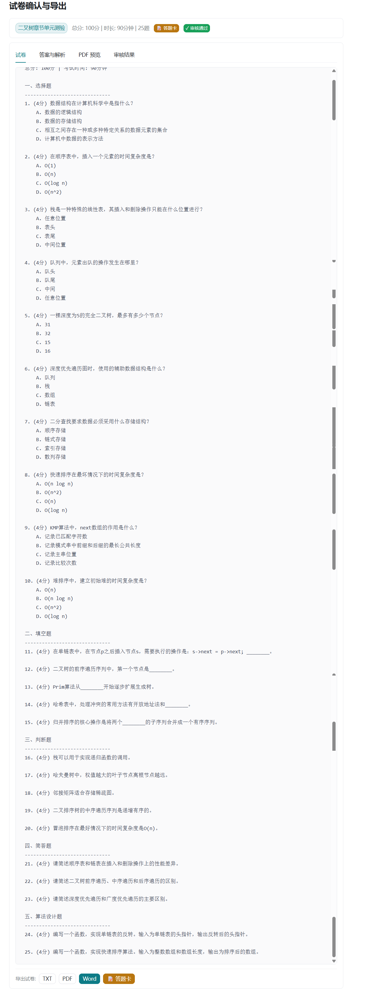 试卷确认与导出
二叉树章节单元测验 总分: 100分 | 时长: 90分钟 | 25题 📝 答题卡 ✓ 审核通过
试卷 答案与解析 PDF 预览 审核结果
总分: 100分 | 考试时间: 90分钟
一、选择题
------------------------------
1. (4分) 数据结构在计算机科学中是指什么?
A. 数据的逻辑结构
B. 数据的存储结构
C. 相互之间存在一种或多种特定关系的数据元素的集合
D. 计算机中数据的表示方法
2. (4分) 在顺序表中，插入一个元素的时间复杂度是?
A. O(1)
B. O(n)
C. O(log n)
D. O(n^2)
3. (4分) 栈是一种特殊的线性表，其插入和删除操作只能在什么位置进行?
A. 任意位置
B. 表头
C. 表尾
D. 中间位置
4. (4分) 队列中，元素出队的操作发生在哪里?
A. 队头
B. 队尾
C. 中间
D. 任意位置
5. (4分) 一棵深度为5的完全二叉树，最多有多少个节点?
A. 31
B. 32
C. 15
D. 16
6. (4分) 深度优先遍历图时，使用的辅助数据结构是什么?
A. 队列
B. 栈
C. 数组
D. 链表
7. (4分) 二分查找要求数据必须采用什么存储结构?
A. 顺序存储
B. 链式存储
C. 索引存储
D. 散列存储
8. (4分) 快速排序在最坏情况下的时间复杂度是?
A. O(n log n)
B. O(n^2)
C. O(n)
D. O(log n)
9. (4分) KMP算法中，next数组的作用是什么?
A. 记录已匹配字符数
B. 记录模式串中前缀和后缀的最长公共长度
C. 记录主串位置
D. 记录比较次数
10. (4分) 堆排序中，建立初始堆的时间复杂度是?
A. O(n)
B. O(n log n)
C. O(n^2)
D. O(log n)
二、填空题
------------------------------
11. (4分) 在单链表中，在节点p之后插入节点s，需要执行的操作是：s->next = p->next; ________。
12. (4分) 二叉树的前序遍历序列中，第一个节点是________。
13. (4分) Prim算法从________开始逐步扩展生成树。
14. (4分) 哈希表中，处理冲突的常用方法有开放地址法和________。
15. (4分) 归并排序的核心操作是将两个________的子序列合并成一个有序序列。
三、判断题
------------------------------
16. (4分) 栈可以用于实现递归函数的调用。
17. (4分) 哈夫曼树中，权值越大的叶子节点离根节点越远。
18. (4分) 邻接矩阵适合存储稀疏图。
19. (4分) 二叉排序树的中序遍历序列是递增有序的。
20. (4分) 冒泡排序在最好情况下的时间复杂度是O(n)。
四、简答题
------------------------------
21. (4分) 请简述顺序表和链表在插入和删除操作上的性能差异。
22. (4分) 请简述二叉树前序遍历、中序遍历和后序遍历的区别。
23. (4分) 请简述深度优先遍历和广度优先遍历的主要区别。
五、算法设计题
------------------------------
24. (4分) 编写一个函数，实现单链表的反转。输入为单链表的头指针，输出反转后的头指针。
25. (4分) 编写一个函数，实现快速排序算法。输入为整数数组和数组长度，输出为排序后的数组。
导出试卷: TXT PDF Word 📝 答题卡